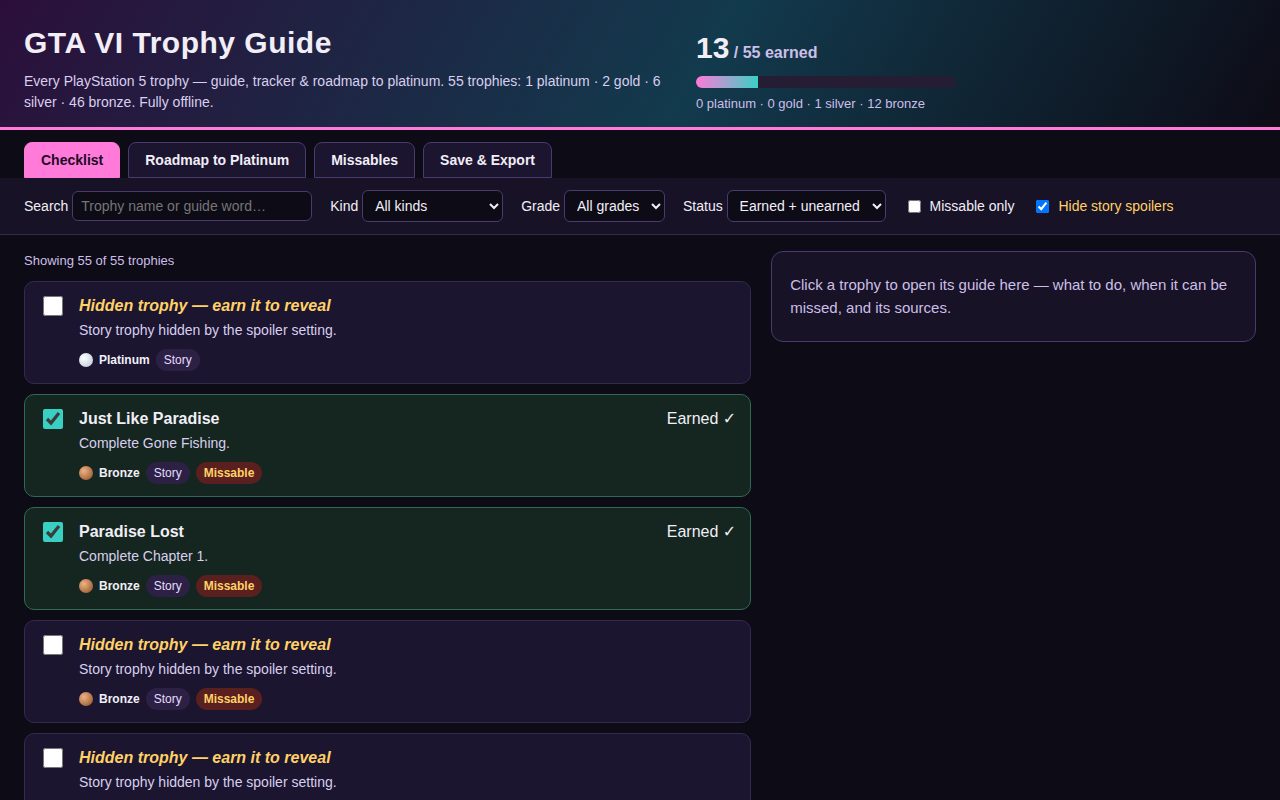 GTA VI Trophy Guide
Every PlayStation 5 trophy — guide, tracker & roadmap to platinum. 55 trophies: 1 platinum · 2 gold · 6
silver · 46 bronze. Fully offline.
13 / 55 earned
0 platinum · 0 gold · 1 silver · 12 bronze
Checklist
Roadmap to Platinum
Missables
Save & Export
Search Trophy name or guide word… Kind All kinds Grade All grades Status Earned + unearned Missable only Hide story spoilers
Showing 55 of 55 trophies
Hidden trophy — earn it to reveal
Story trophy hidden by the spoiler setting.
Platinum Story
Just Like Paradise Earned ✓
Complete Gone Fishing.
Bronze Story Missable
Paradise Lost Earned ✓
Complete Chapter 1.
Bronze Story Missable
Hidden trophy — earn it to reveal
Story trophy hidden by the spoiler setting.
Bronze Story Missable
Hidden trophy — earn it to reveal
Story trophy hidden by the spoiler setting.
Click a trophy to open its guide here — what to do, when it can be
missed, and its sources.